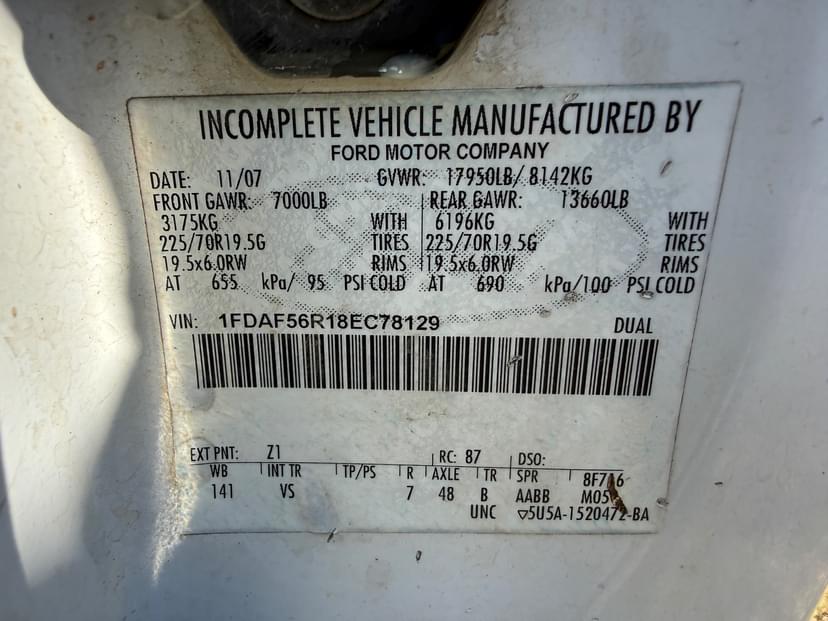 INCOMPLETE VEHICLE MANUFACTURED BY
FORD MOTOR COMPANY
DATE: 11/07 GVWR: 17950LB/ 8142KG
FRONT GAWR: 7000LB REAR GAWR: 13660LB
3175KG WITH 6196KG WITH
225/70R19.5G TIRES 225/70R19.5G TIRES
19.5x6.0RW RIMS 19.5x6.0RW RIMS
AT 655 kPa/ 95 PSI COLD AT 690 kPa/100 PSI COLD
VIN: 1FDAF56R18EC78129 DUAL
EXT PNT: Z1 RC: 87 DSO:
WB INT TR TP/PS R AXLE TR SPR
141 VS 7 48 B AABB
UNC ▽5U5A-1520472-BA